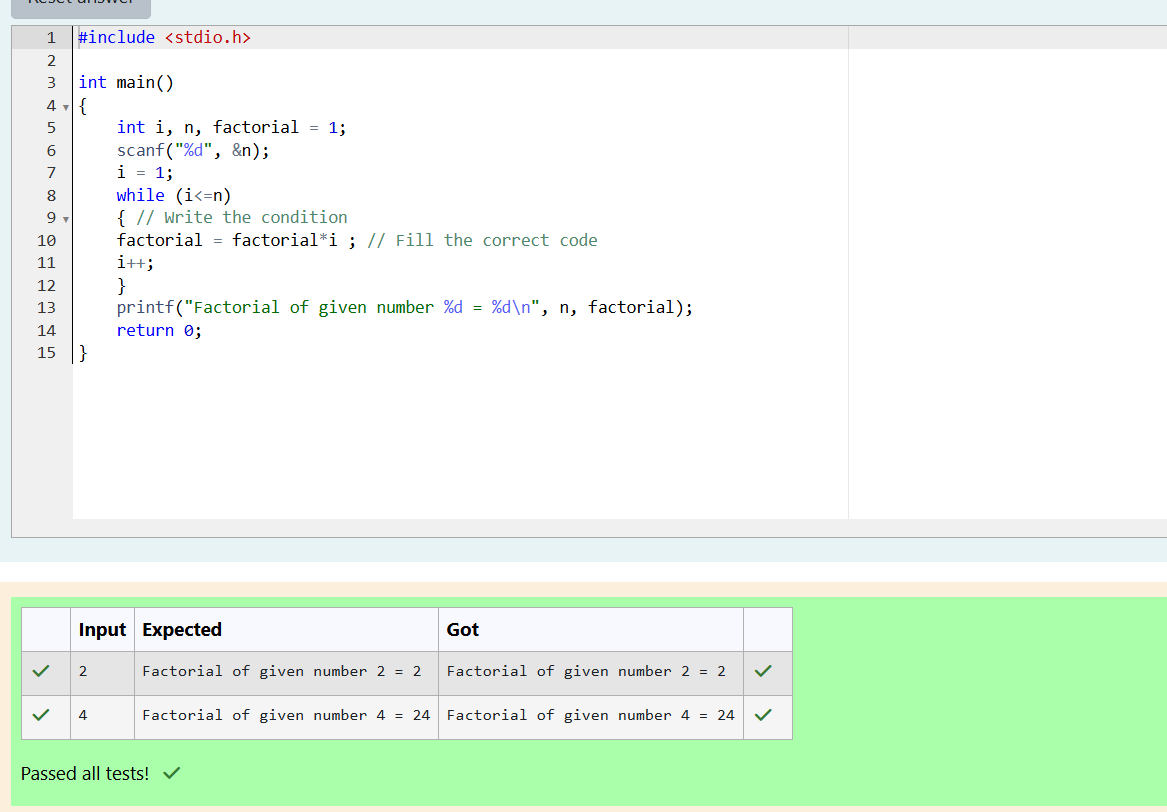 Reset answer
1 #include <stdio.h>
2
3 int main()
4 {
5     int i, n, factorial = 1;
6     scanf("%d", &n);
7     i = 1;
8     while (i<=n)
9     { // Write the condition
10     factorial = factorial*i ; // Fill the correct code
11     i++;
12     }
13     printf("Factorial of given number %d = %d\n", n, factorial);
14     return 0;
15 }
Input Expected Got
2 Factorial of given number 2 = 2 Factorial of given number 2 = 2
4 Factorial of given number 4 = 24 Factorial of given number 4 = 24
Passed all tests!